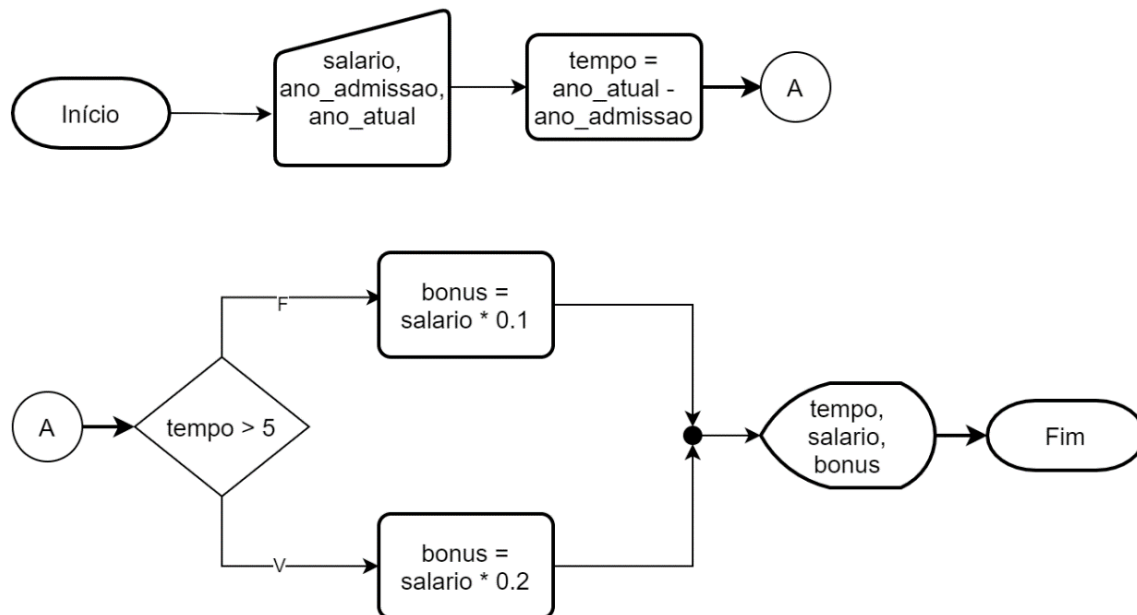 Início
salario,
ano_admissao,
ano_atual
tempo =
ano_atual -
ano_admissao
A
A
tempo > 5
F
bonus =
salario * 0.1
V
bonus =
salario * 0.2
tempo,
salario,
bonus
Fim